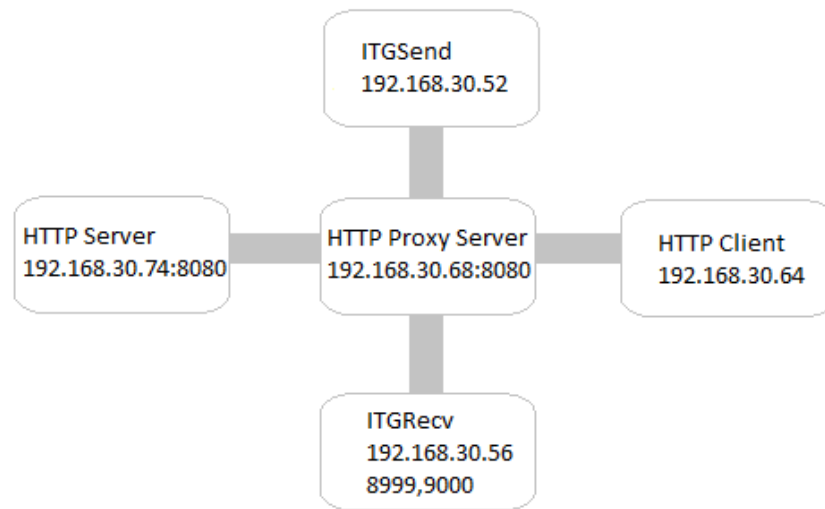 ITGSend
192.168.30.52
HTTP Server
192.168.30.74:8080
HTTP Proxy Server
192.168.30.68:8080
HTTP Client
192.168.30.64
ITGRecv
192.168.30.56
8999,9000